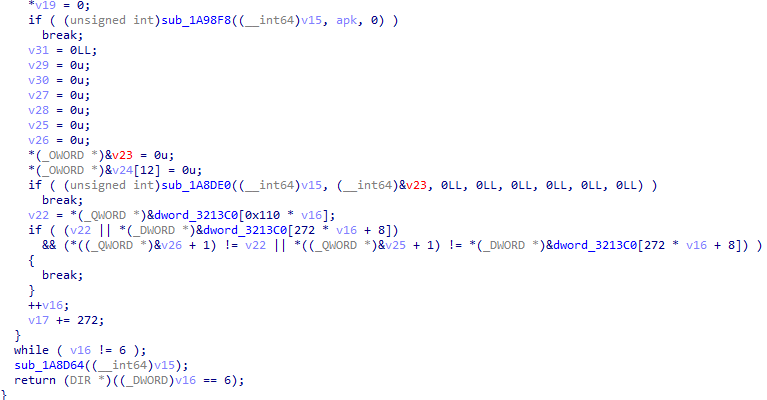 *v19 = 0;
if ( (unsigned int)sub_1A98F8((__int64)v15, apk, 0) )
break;
v31 = 0LL;
v29 = 0u;
v30 = 0u;
v27 = 0u;
v28 = 0u;
v25 = 0u;
v26 = 0u;
*(_OWORD *)&v23 = 0u;
*(_OWORD *)&v24[12] = 0u;
if ( (unsigned int)sub_1A8DE0((__int64)v15, (__int64)&v23, 0LL, 0LL, 0LL, 0LL, 0LL, 0LL) )
break;
v22 = *(_QWORD *)&dword_3213C0[0x110 * v16];
if ( (v22 || *(_DWORD *)&dword_3213C0[272 * v16 + 8])
&& (*((_QWORD *)&v26 + 1) != v22 || *((_QWORD *)&v25 + 1) != *(_DWORD *)&dword_3213C0[272 * v16 + 8]) )
{
break;
}
++v16;
v17 += 272;
}
while ( v16 != 6 );
sub_1A8D64((__int64)v15);
return (DIR *)((_DWORD)v16 == 6);
}